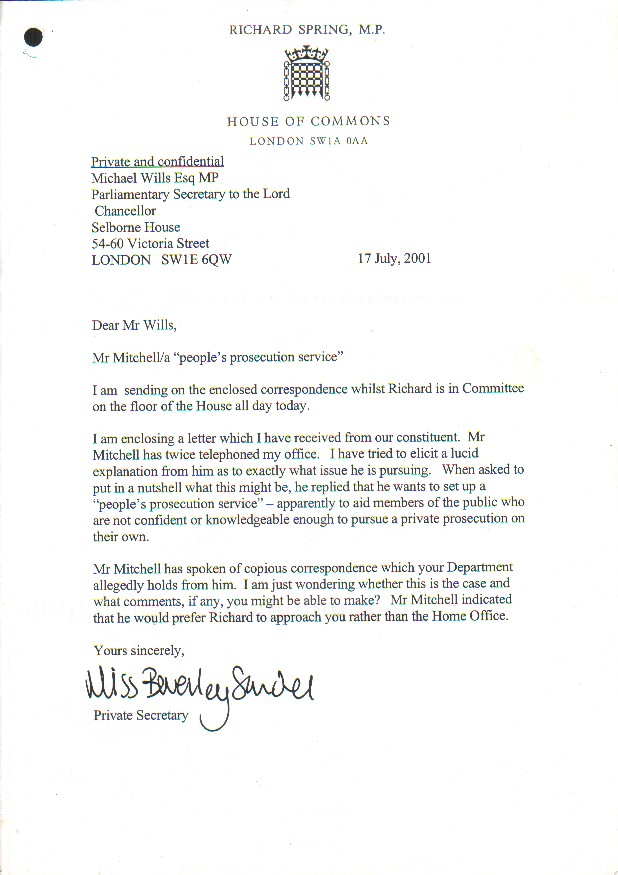 RICHARD SPRING, M.P.
HOUSE OF COMMONS
LONDON SW1A 0AA
Private and confidential
Michael Wills Esq MP
Parliamentary Secretary to the Lord
Chancellor
Selborne House
54-60 Victoria Street
LONDON SW1E 6QW 17 July, 2001
Dear Mr Wills,
Mr Mitchell/a “people’s prosecution service”
I am sending on the enclosed correspondence whilst Richard is in Committee
on the floor of the House all day today.
I am enclosing a letter which I have received from our constituent. Mr
Mitchell has twice telephoned my office. I have tried to elicit a lucid
explanation from him as to exactly what issue he is pursuing. When asked to
put in a nutshell what this might be, he replied that he wants to set up a
“people’s prosecution service” – apparently to aid members of the public who
are not confident or knowledgeable enough to pursue a private prosecution on
their own.
Mr Mitchell has spoken of copious correspondence which your Department
allegedly holds from him. I am just wondering whether this is the case and
what comments, if any, you might be able to make? Mr Mitchell indicated
that he would prefer Richard to approach you rather than the Home Office.
Yours sincerely,
Miss Beverley
Private Secretary